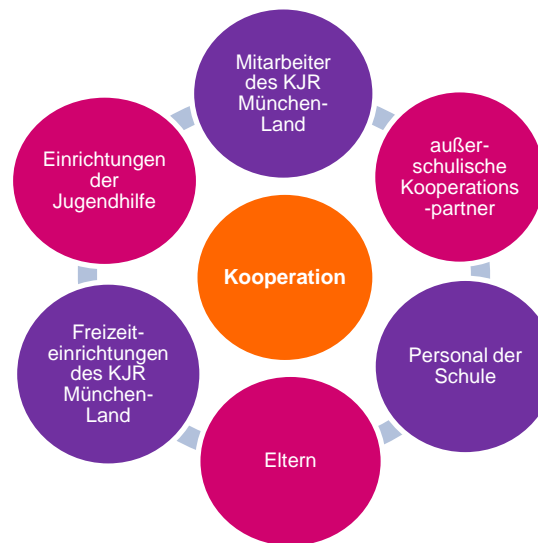 Mitarbeiter
des KJR
München-
Land
außer-
schulische
Kooperations
-partner
Personal der
Schule
Eltern
Freizeit-
einrichtungen
des KJR
München-
Land
Einrichtungen
der
Jugendhilfe
Kooperation